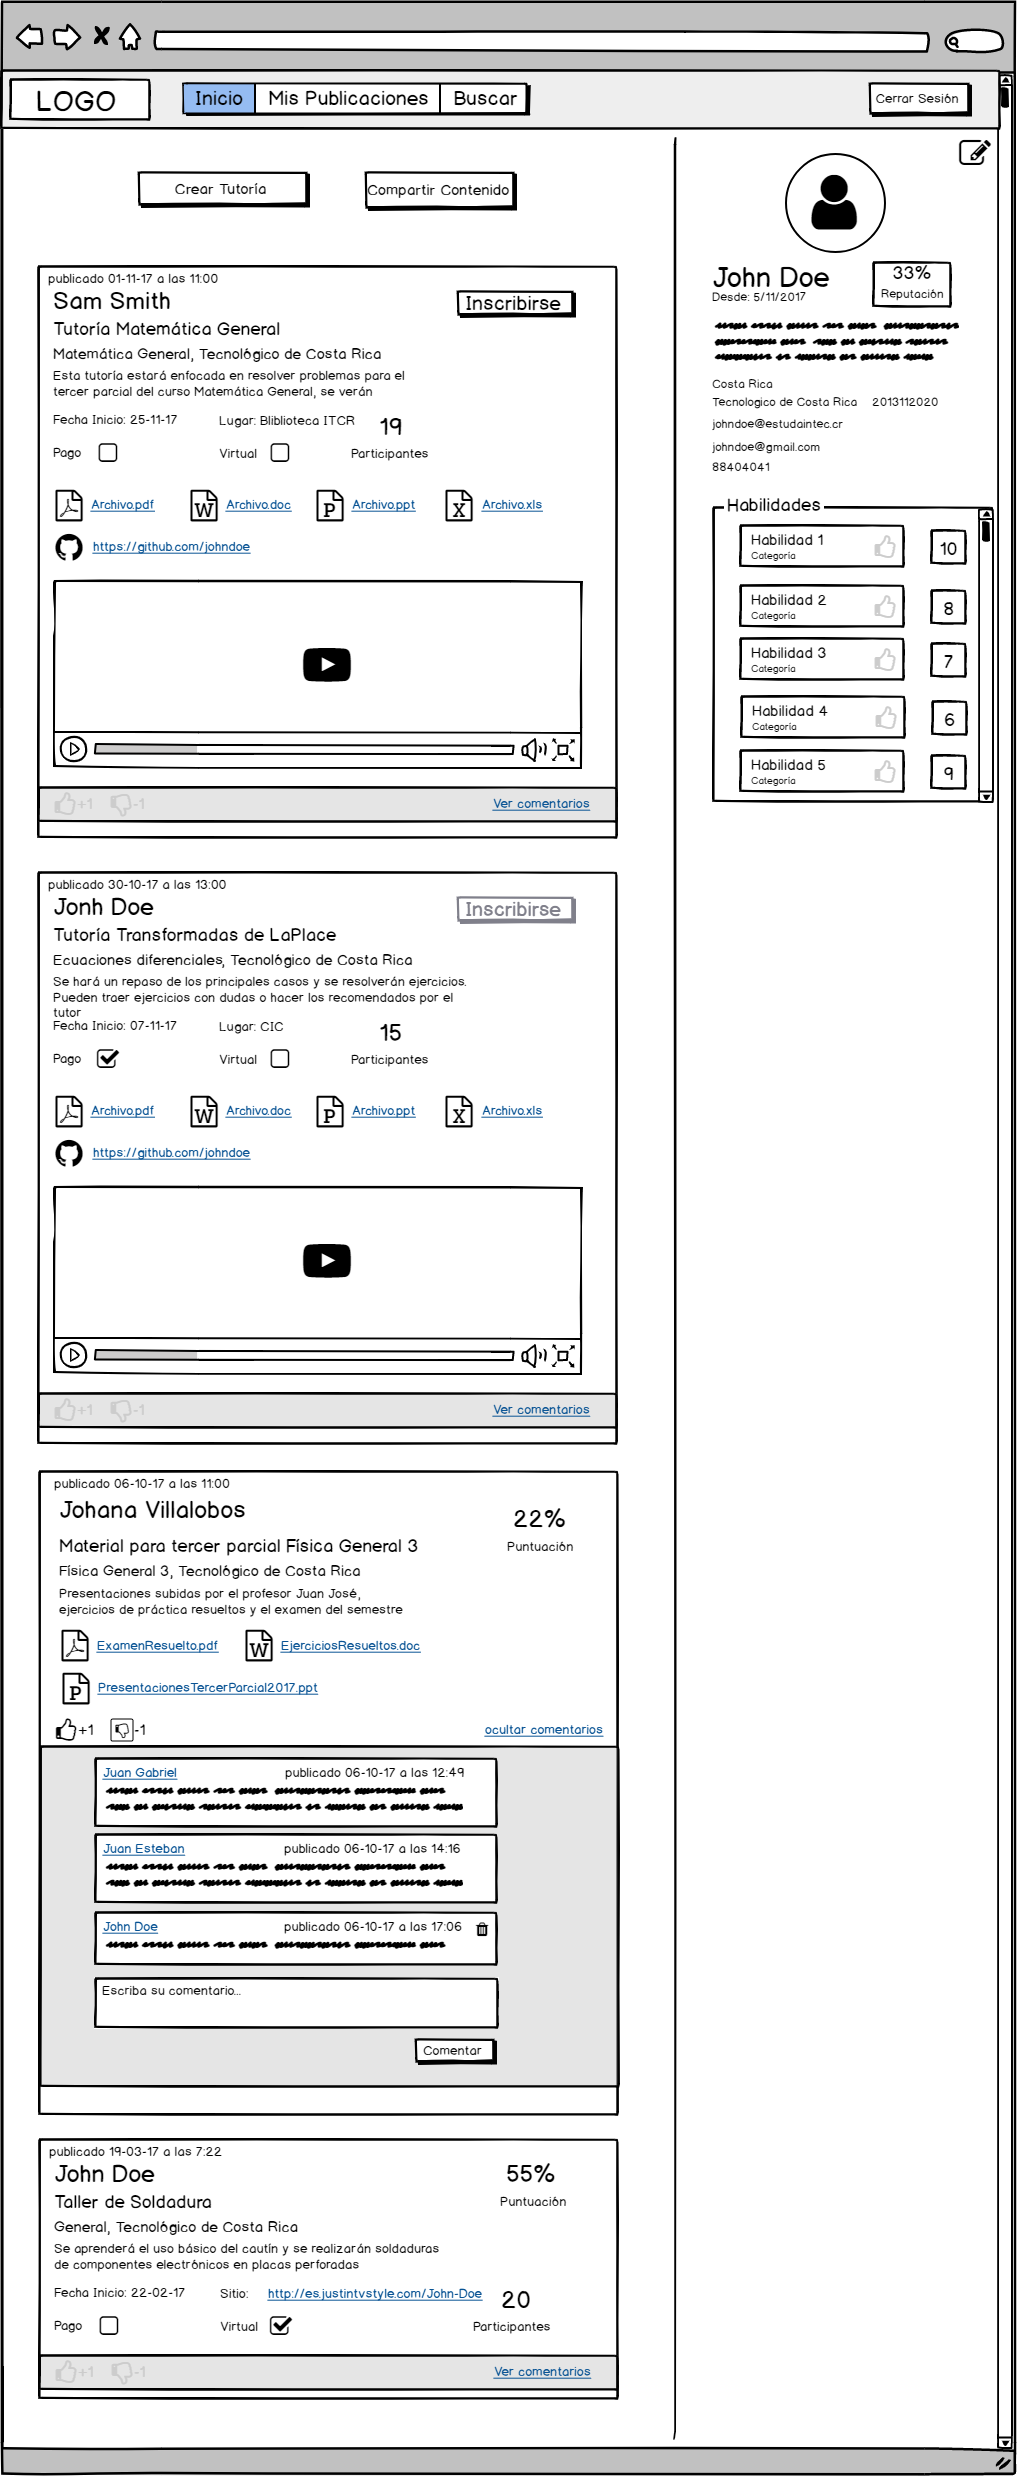 LOGO
Inicio
Mis Publicaciones
Buscar
Cerrar Sesión
Crear Tutoría
Compartir Contenido
publicado 01-11-17 a las 11:00
Sam Smith
Inscribirse
Tutoría Matemática General
Matemática General, Tecnológico de Costa Rica
Esta tutoría estará enfocada en resolver problemas para el
tercer parcial del curso Matemática General, se verán
Fecha Inicio: 25-11-17
Lugar: Bliblioteca ITCR
19
Pago
Virtual
Participantes
Archivo.pdf
Archivo.doc
Archivo.ppt
Archivo.xls
https://github.com/johndoe
+1
-1
Ver comentarios
publicado 30-10-17 a las 13:00
Jonh Doe
Inscribirse
Tutoría Transformadas de LaPlace
Ecuaciones diferenciales, Tecnológico de Costa Rica
Se hará un repaso de los principales casos y se resolverán ejercicios.
Pueden traer ejercicios con dudas o hacer los recomendados por el
tutor
Fecha Inicio: 07-11-17
Lugar: CIC
15
Pago
Virtual
Participantes
Archivo.pdf
Archivo.doc
Archivo.ppt
Archivo.xls
https://github.com/johndoe
+1
-1
Ver comentarios
publicado 06-10-17 a las 11:00
Johana Villalobos
22%
Puntuación
Material para tercer parcial Física General 3
Física General 3, Tecnológico de Costa Rica
Presentaciones subidas por el profesor Juan José,
ejercicios de práctica resueltos y el examen del semestre
ExamenResuelto.pdf
EjerciciosResueltos.doc
PresentacionesTercerParcial2017.ppt
+1
-1
ocultar comentarios
Juan Gabriel
publicado 06-10-17 a las 12:49
Juan Esteban
publicado 06-10-17 a las 14:16
John Doe
publicado 06-10-17 a las 17:06
Escriba su comentario...
Comentar
publicado 19-03-17 a las 7:22
John Doe
55%
Puntuación
Taller de Soldadura
General, Tecnológico de Costa Rica
Se aprenderá el uso básico del cautín y se realizarán soldaduras
de componentes electrónicos en placas perforadas
Fecha Inicio: 22-02-17
Sitio:
http://es.justintvstyle.com/John-Doe
20
Pago
Virtual
Participantes
+1
-1
Ver comentarios
John Doe
Desde: 5/11/2017
33%
Reputación
Costa Rica
Tecnologico de Costa Rica
2013112020
johndoe@estudaintec.cr
johndoe@gmail.com
88404041
Habilidades
Habilidad 1
Categoría
10
Habilidad 2
Categoría
8
Habilidad 3
Categoría
7
Habilidad 4
Categoría
6
Habilidad 5
Categoría
9